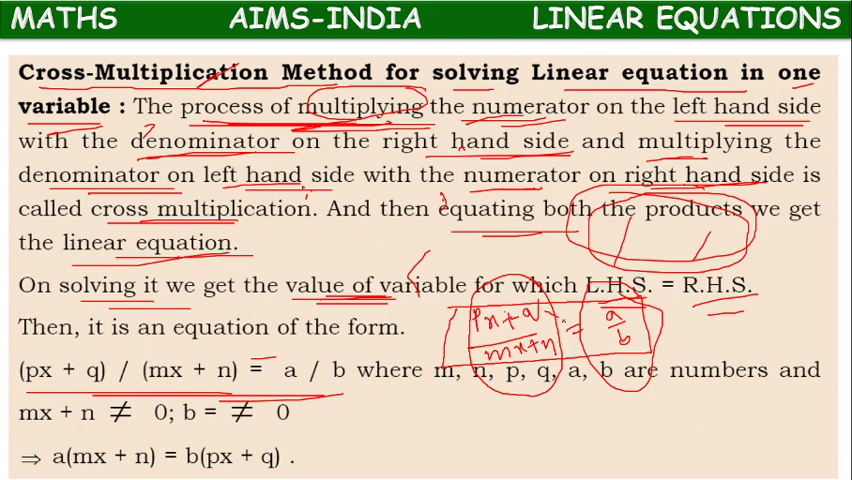 MATHS AIMS-INDIA LINEAR EQUATIONS
Cross-Multiplication Method for solving Linear equation in one
variable : The process of multiplying the numerator on the left hand side
with the denominator on the right hand side and multiplying the
denominator on left hand side with the numerator on right hand side is
called cross multiplication. And then equating both the products we get
the linear equation.
On solving it we get the value of variable for which L.H.S. = R.H.S.
Then, it is an equation of the form.
px+q / mx+n = a / b
(px + q) / (mx + n) = a / b where m, n, p, q, a, b are numbers and
mx + n ≠ 0; b = ≠ 0
⇒ a(mx + n) = b(px + q) .